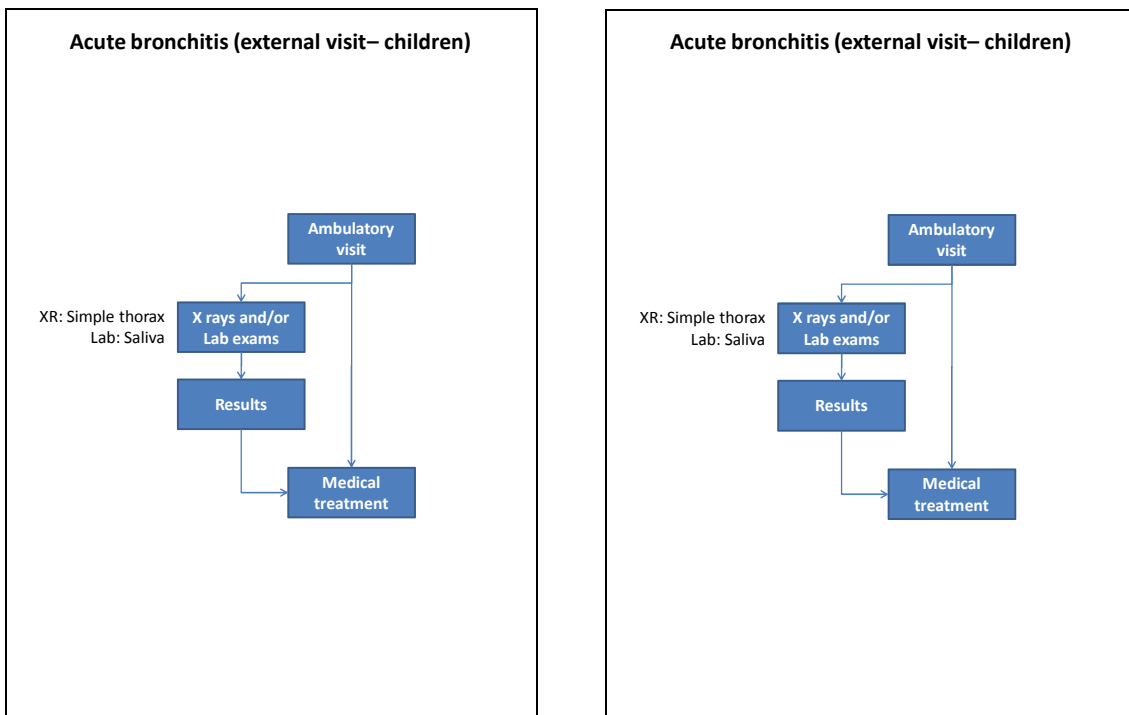 Acute bronchitis (external visit– children)
Ambulatory
visit
XR: Simple thorax
Lab: Saliva
X rays and/or
Lab exams
Results
Medical
treatment
Acute bronchitis (external visit– children)
Ambulatory
visit
XR: Simple thorax
Lab: Saliva
X rays and/or
Lab exams
Results
Medical
treatment